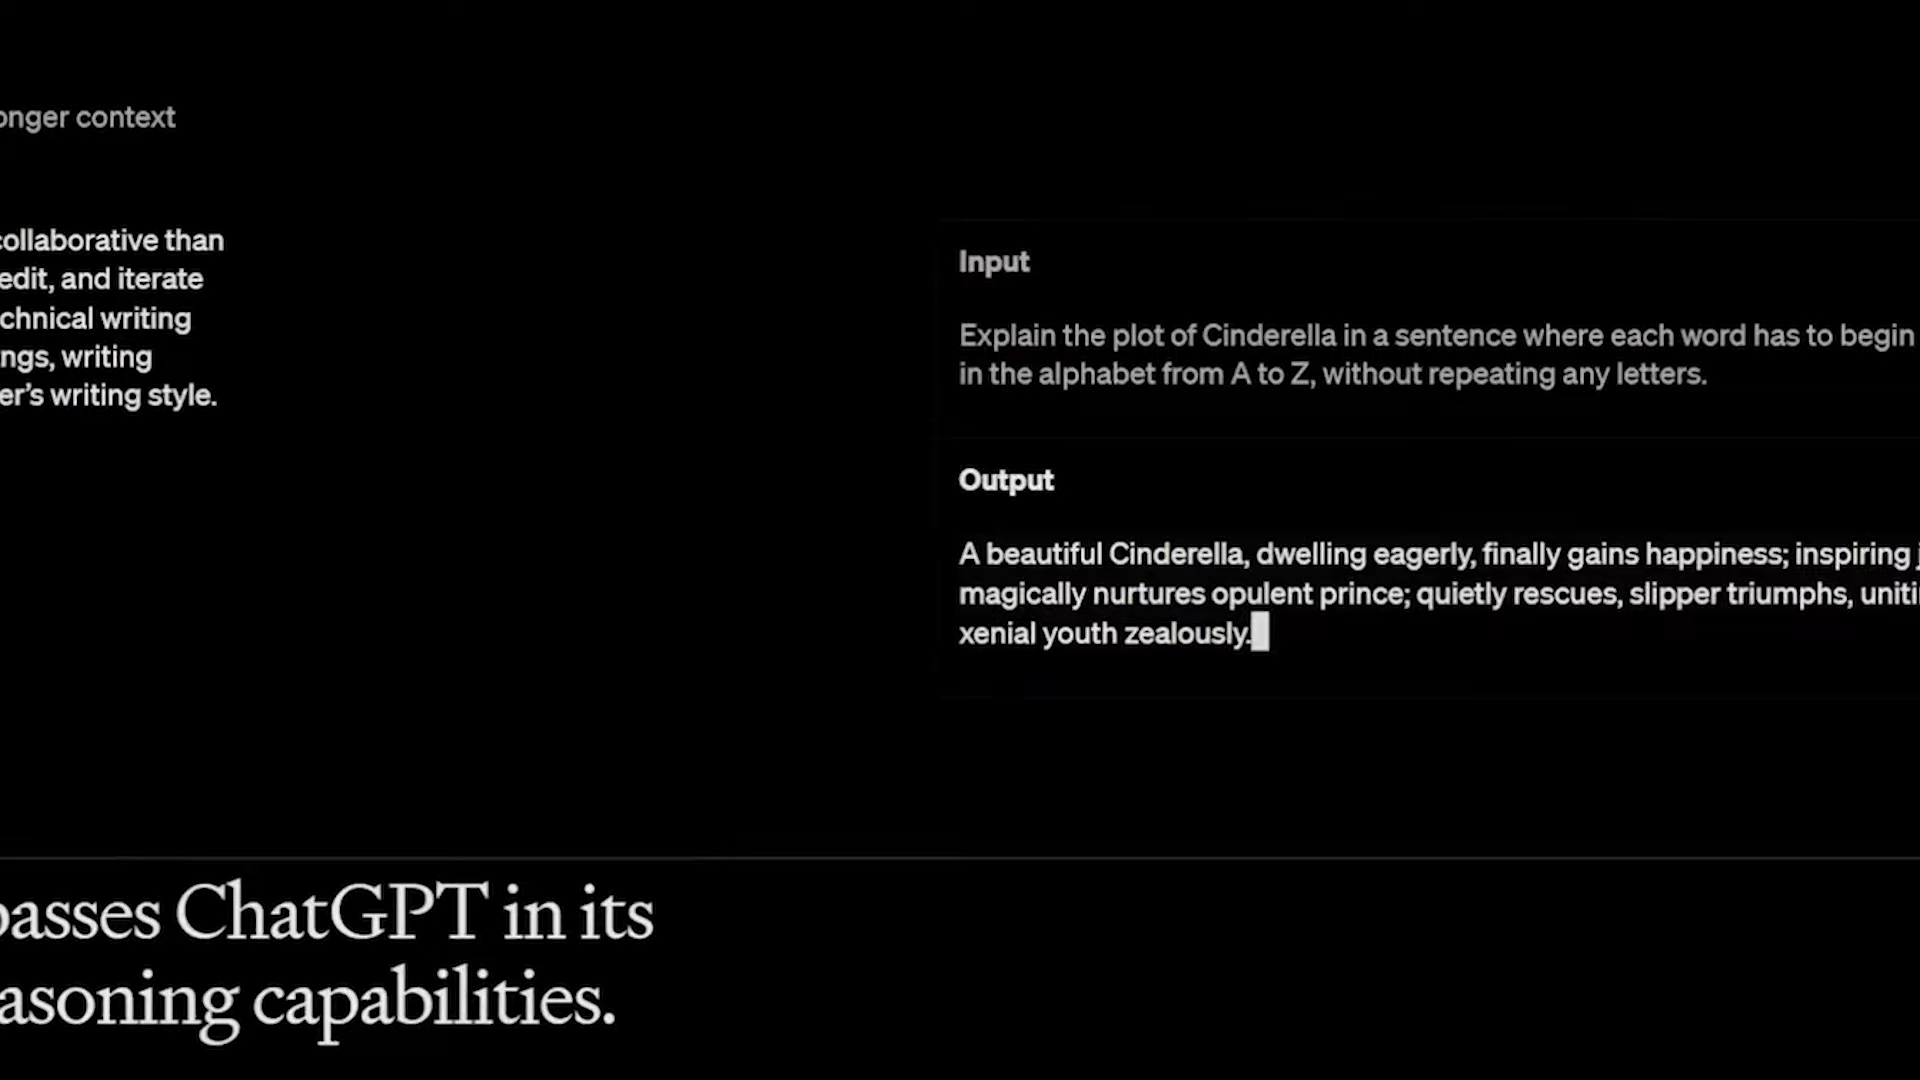 onger context
collaborative than
edit, and iterate
chnical writing
ngs, writing
er's writing style.
Input
Explain the plot of Cinderella in a sentence where each word has to begin
in the alphabet from A to Z, without repeating any letters.
Output
A beautiful Cinderella, dwelling eagerly, finally gains happiness; inspiring j
magically nurtures opulent prince; quietly rescues, slipper triumphs, uniti
xenial youth zealously.
passes ChatGPT in its
asoning capabilities.